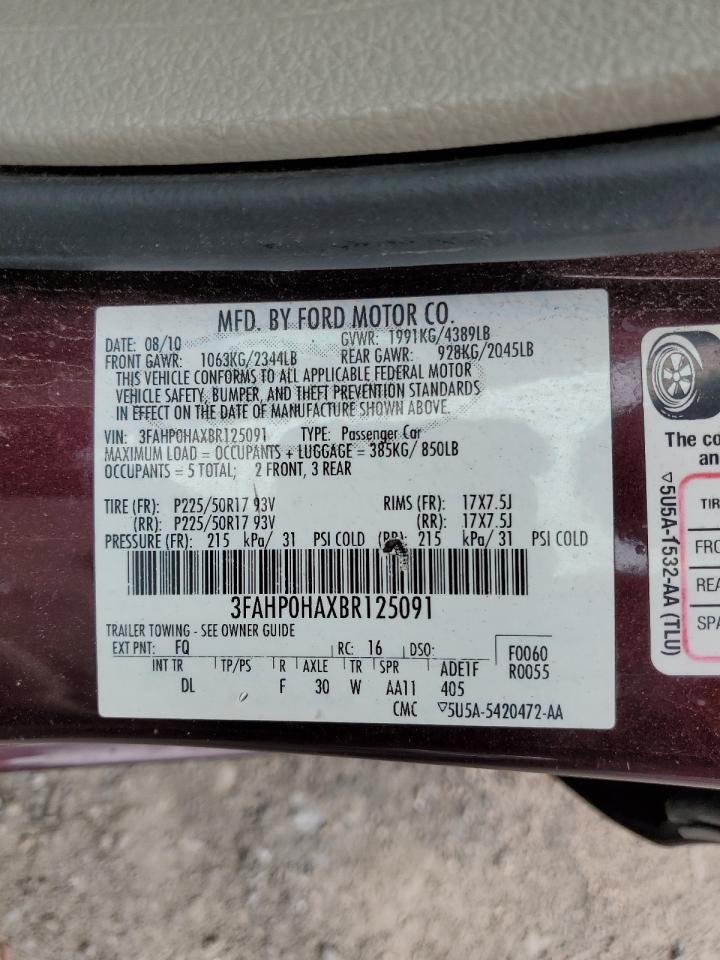 MFD. BY FORD MOTOR CO.
DATE: 08/10 GVWR: 1991KG/4389LB
FRONT GAWR: 1063KG/2344LB REAR GAWR: 928KG/2045LB
THIS VEHICLE CONFORMS TO ALL APPLICABLE FEDERAL MOTOR
VEHICLE SAFETY, BUMPER, AND THEFT PREVENTION STANDARDS
IN EFFECT ON THE DATE OF MANUFACTURE SHOWN ABOVE.
VIN: 3FAHP0HAXBR125091 TYPE: Passenger Car
MAXIMUM LOAD = OCCUPANTS + LUGGAGE = 385KG/ 850LB
OCCUPANTS = 5 TOTAL; 2 FRONT, 3 REAR
TIRE (FR): P225/50R17 93V RIMS (FR): 17X7.5J
(RR): P225/50R17 93V (RR): 17X7.5J
PRESSURE (FR): 215 kPa/ 31 PSI COLD (RR): 215 kPa/ 31 PSI COLD
3FAHP0HAXBR125091
TRAILER TOWING - SEE OWNER GUIDE
EXT PNT: FQ RC: 16 DSO: F0060
INT TR TP/PS R AXLE TR SPR ADE1F R0055
DL F 30 W AA11 405
CMC ▽5U5A-5420472-AA
The co
an
▽5U5A-1532-AA (TLU)
TIR
FRO
REA
SPA